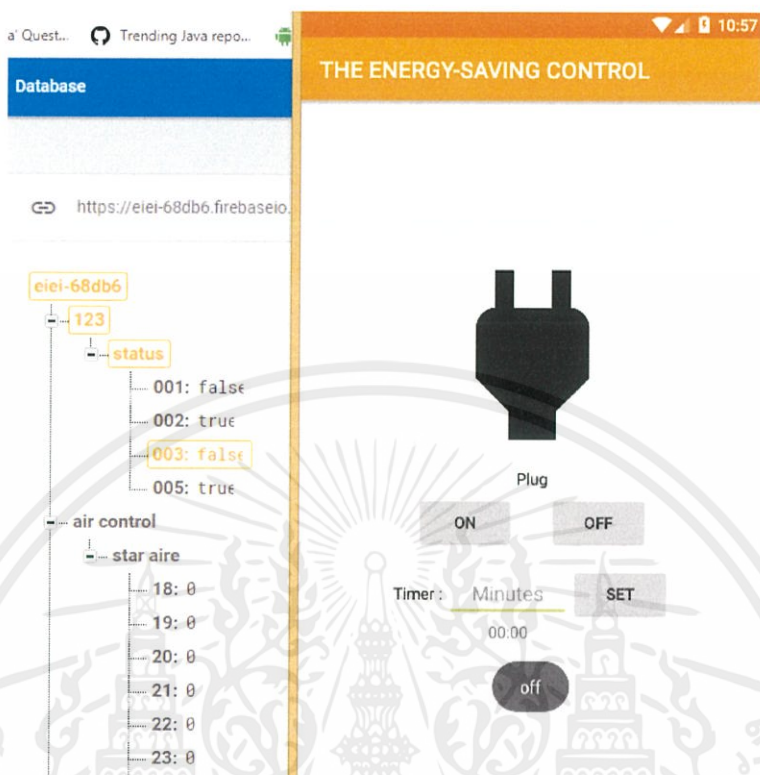 a' Quest... Trending Java repo...
Database
https://eiei-68db6.firebaseio.
eiei-68db6
123
status
001: false
002: true
003: false
005: true
air control
star aire
18: 0
19: 0
20: 0
21: 0
22: 0
23: 0
10:57
THE ENERGY-SAVING CONTROL
Plug
ON OFF
Timer : Minutes SET
00:00
off